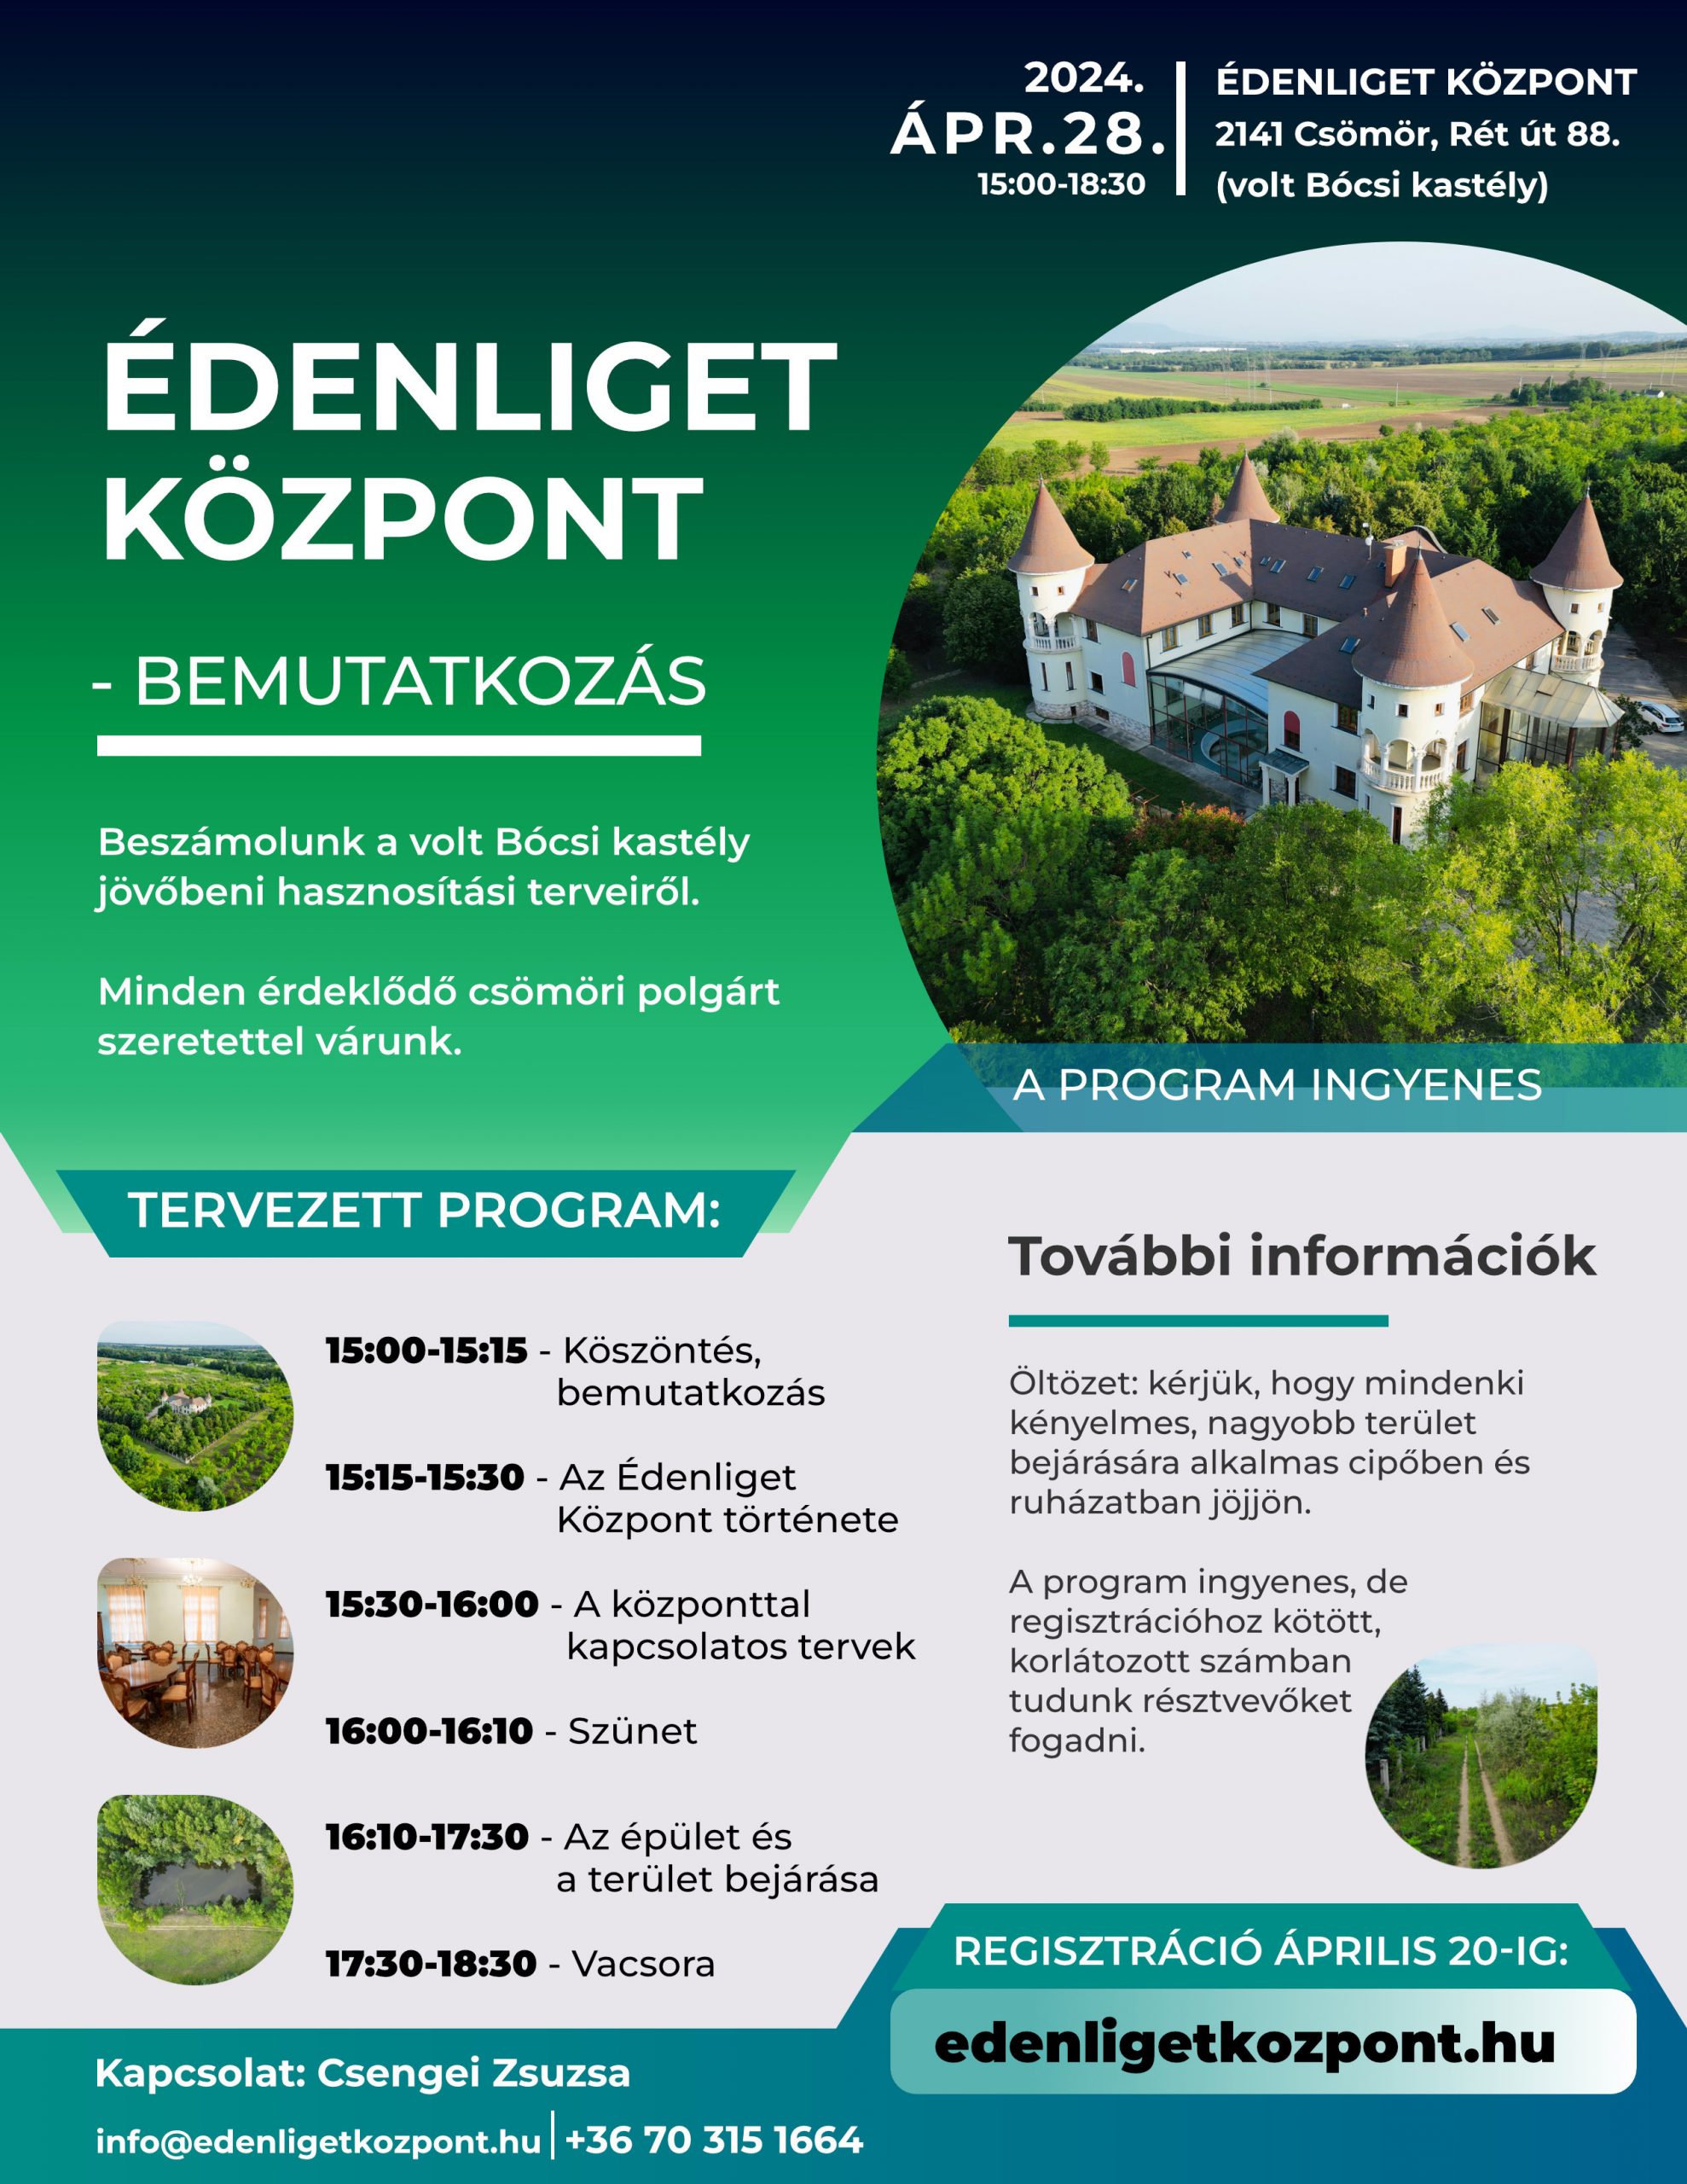 2024.
ÁPR.28.
15:00-18:30
ÉDENLIGET KÖZPONT
2141 Csömör, Rét út 88.
(volt Bócsi kastély)
ÉDENLIGET
KÖZPONT
- BEMUTATKOZÁS
Beszámolunk a volt Bócsi kastély
jövőbeni hasznosítási terveiről.
Minden érdeklődő csömöri polgárt
szeretettel várunk.
A PROGRAM INGYENES
TERVEZETT PROGRAM:
15:00-15:15 - Köszöntés,
bemutatkozás
15:15-15:30 - Az Édenliget
Központ története
15:30-16:00 - A központtal
kapcsolatos tervek
16:00-16:10 - Szünet
16:10-17:30 - Az épület és
a terület bejárása
17:30-18:30 - Vacsora
További információk
Öltözet: kérjük, hogy mindenki
kényelmes, nagyobb terület
bejárására alkalmas cipőben és
ruházatban jöjjön.
A program ingyenes, de
regisztrációhoz kötött,
korlátozott számban
tudunk résztvevőket
fogadni.
REGISZTRÁCIÓ ÁPRILIS 20-IG:
edenligetkozpont.hu
Kapcsolat: Csengei Zsuzsa
info@edenligetkozpont.hu | +36 70 315 1664